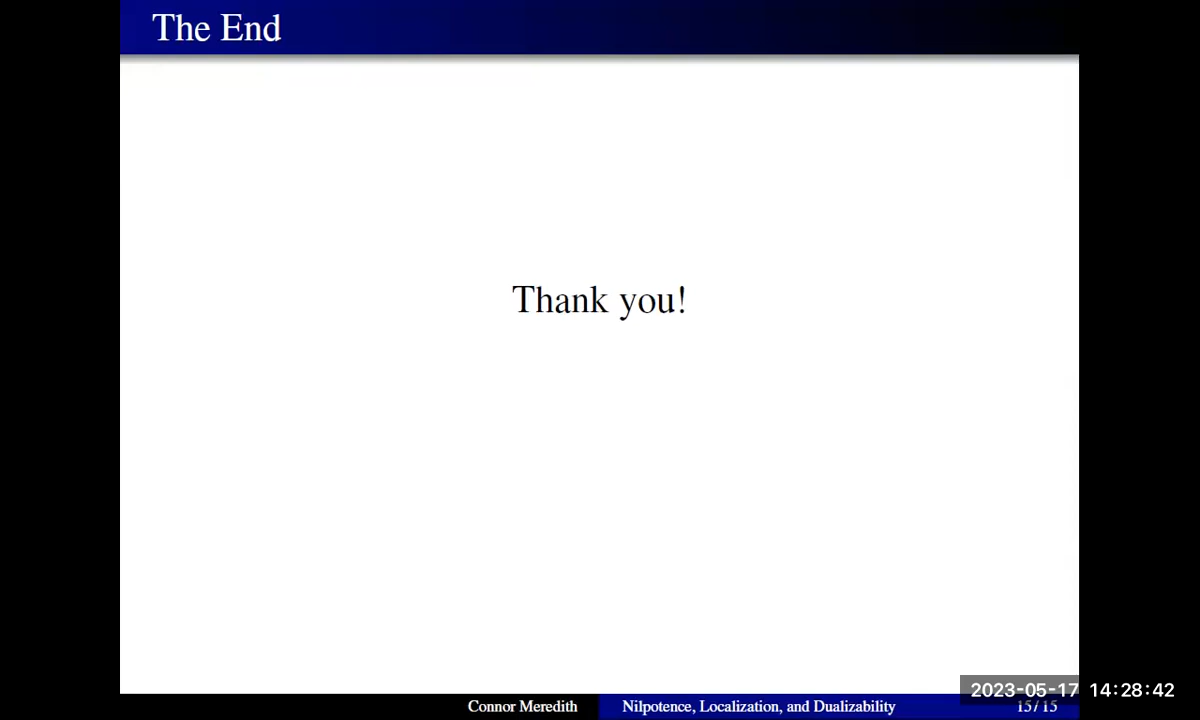 The End
Thank you!
2023-05-17 14:28:42
Connor Meredith
Nilpotence, Localization, and Dualizability
15/15